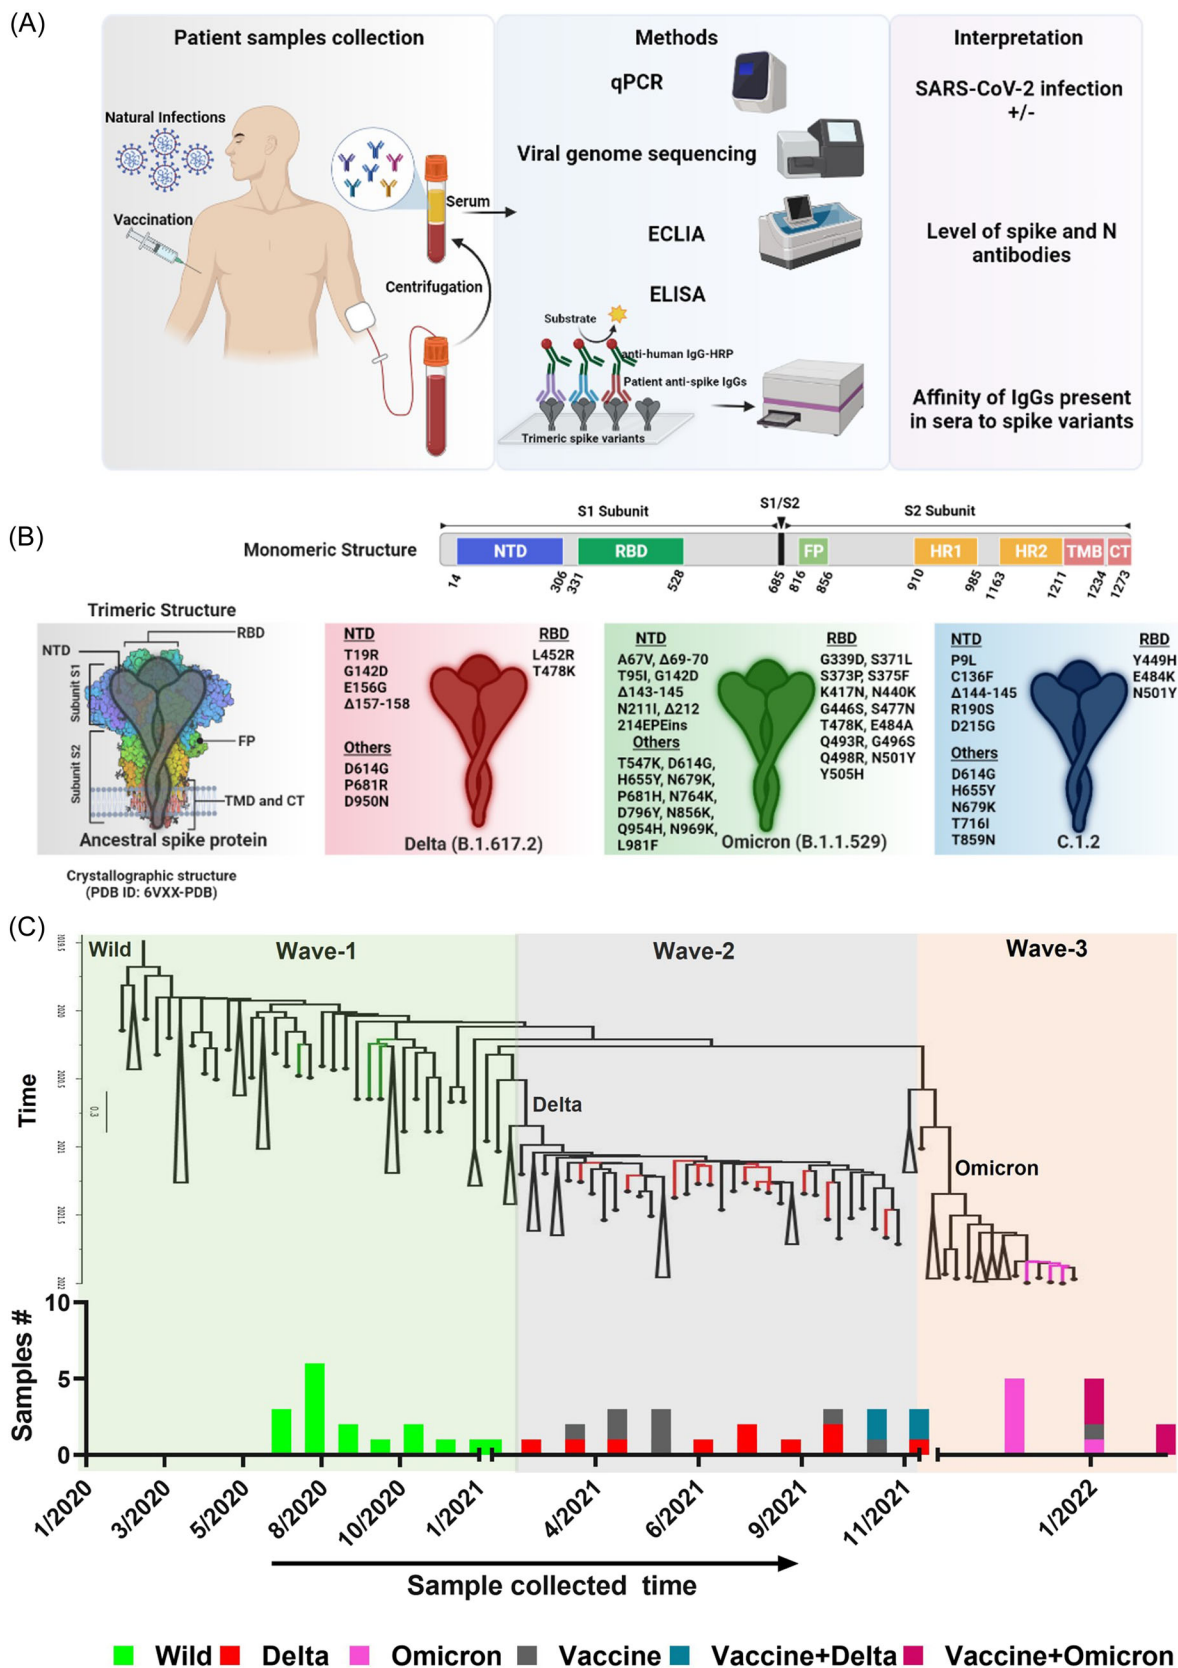 (A)
Patient samples collection
Natural Infections
Vaccination
Serum
Centrifugation
Methods
qPCR
Viral genome sequencing
ECLIA
ELISA
Substrate
anti-human IgG-HRP
Patient anti-spike IgGs
Trimeric spike variants
Interpretation
SARS-CoV-2 infection
+/-
Level of spike and N
antibodies
Affinity of IgGs present
in sera to spike variants
(B)
S1 Subunit
S1/S2
S2 Subunit
Monomeric Structure
NTD
RBD
FP
HR1
HR2
TMB
CT
14
306
331
528
685
816
856
910
985
1163
1211
1234
1273
Trimeric Structure
RBD
NTD
Subunit S1
Subunit S2
FP
TMD and CT
Ancestral spike protein
Crystallographic structure
(PDB ID: 6VXX-PDB)
NTD
T19R
G142D
E156G
Δ157-158
Others
D614G
P681R
D950N
RBD
L452R
T478K
Delta (B.1.617.2)
NTD
A67V, Δ69-70
T95I, G142D
Δ143-145
N211I, Δ212
214EPEins
Others
T547K, D614G,
H655Y, N679K,
P681H, N764K,
D796Y, N856K,
Q954H, N969K,
L981F
RBD
G339D, S371L
S373P, S375F
K417N, N440K
G446S, S477N
T478K, E484A
Q493R, G496S
Q498R, N501Y
Y505H
Omicron (B.1.1.529)
NTD
P9L
C136F
Δ144-145
R190S
D215G
Others
D614G
H655Y
N679K
T716I
T859N
RBD
Y449H
E484K
N501Y
C.1.2
(C)
Wild
Wave-1
Wave-2
Wave-3
Time
2019.5
2020
2020.5
2021
2021.5
2022
0.3
Delta
Omicron
Samples #
10
5
0
1/2020
3/2020
5/2020
8/2020
10/2020
1/2021
4/2021
6/2021
9/2021
11/2021
1/2022
Sample collected time
Wild
Delta
Omicron
Vaccine
Vaccine+Delta
Vaccine+Omicron